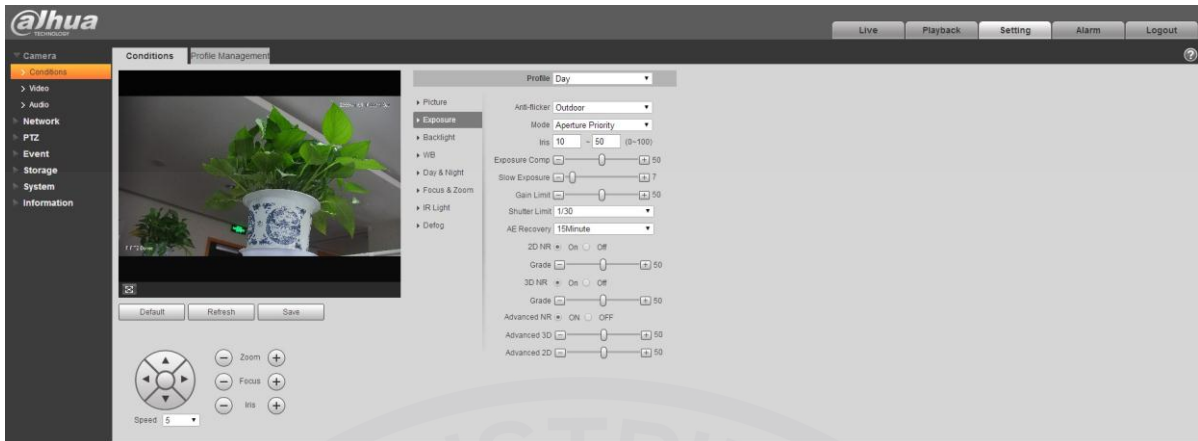 alhua
TECHNOLOGY
Live
Playback
Setting
Alarm
Logout
Camera
Conditions
Video
Audio
Network
PTZ
Event
Storage
System
Information
Conditions
Profile Management
Default
Refresh
Save
Zoom
Focus
Iris
Speed 5
Profile Day
Picture
Exposure
Backlight
WB
Day & Night
Focus & Zoom
IR Light
Defog
Anti-flicker Outdoor
Mode Aperture Priority
Iris 10 - 50 (0~100)
Exposure Comp - + 50
Slow Exposure - + 7
Gain Limit - + 50
Shutter Limit 1/30
AE Recovery 15Minute
2D NR On Off
Grade - + 50
3D NR On Off
Grade - + 50
Advanced NR ON OFF
Advanced 3D - + 50
Advanced 2D - + 50